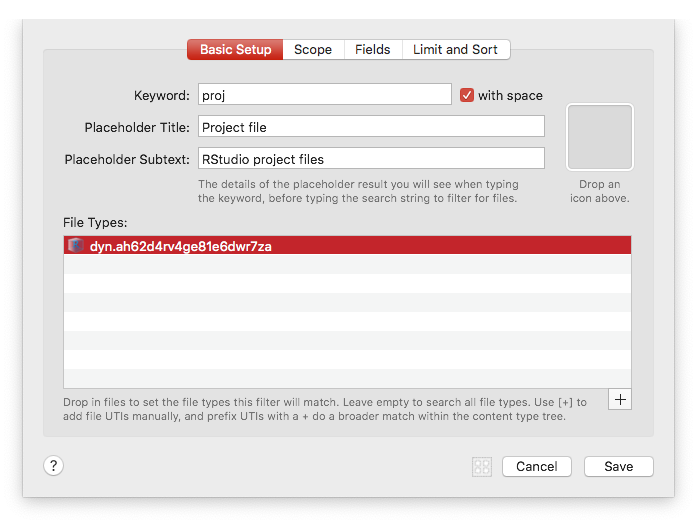 Basic Setup Scope Fields Limit and Sort
Keyword: proj with space
Placeholder Title: Project file
Placeholder Subtext: RStudio project files
The details of the placeholder result you will see when typing
the keyword, before typing the search string to filter for files.
Drop an
icon above.
File Types:
dyn.ah62d4rv4ge81e6dwr7za
Drop in files to set the file types this filter will match. Leave empty to search all file types. Use [+] to
add file UTIs manually, and prefix UTIs with a + do a broader match within the content type tree.
+
? Cancel Save